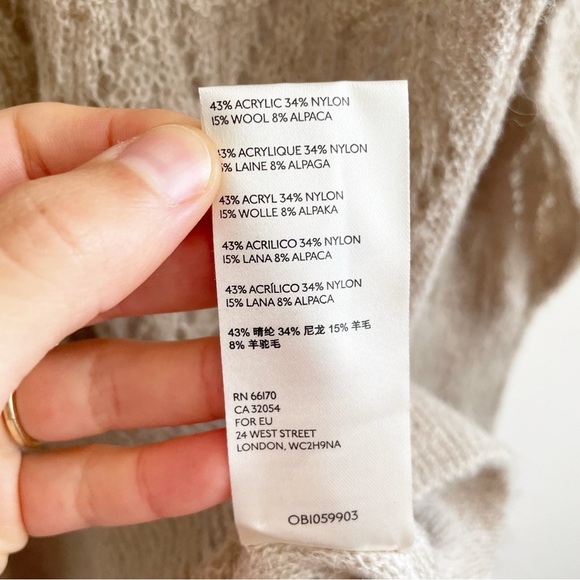 43% ACRYLIC 34% NYLON
15% WOOL 8% ALPACA
43% ACRYLIQUE 34% NYLON
LAINE 8% ALPAGA
43% ACRYL 34% NYLON
15% WOLLE 8% ALPAKA
43% ACRILICO 34% NYLON
15% LANA 8% ALPACA
43% ACRÍLICO 34% NYLON
15% LANA 8% ALPACA
43% 晴纶 34% 尼龙 15% 羊毛
8% 羊驼毛
RN 66170
CA 32054
FOR EU
24 WEST STREET
LONDON, WC2H9NA
OBI059903